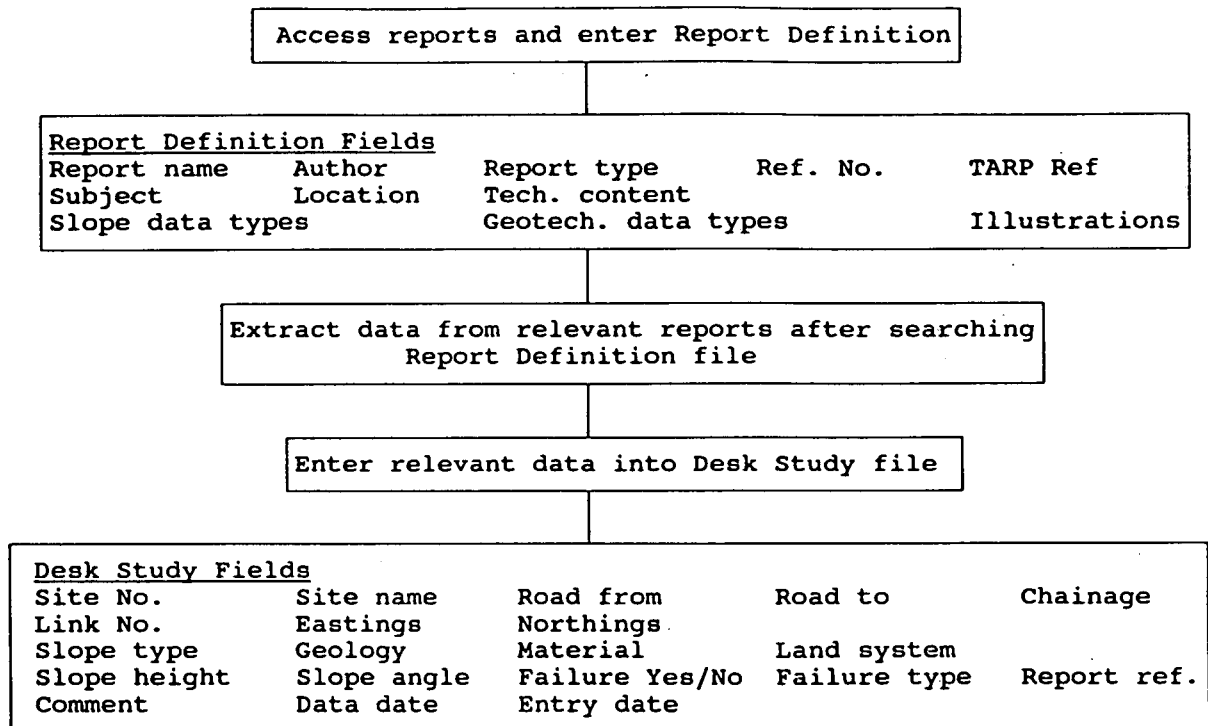 Access reports and enter Report Definition
Report Definition Fields
Report name Author Report type Ref. No. TARP Ref
Subject Location Tech. content
Slope data types Geotech. data types Illustrations
Extract data from relevant reports after searching
Report Definition file
Enter relevant data into Desk Study file
Desk Study Fields
Site No. Site name Road from Road to Chainage
Link No. Eastings Northings
Slope type Geology Material Land system
Slope height Slope angle Failure Yes/No Failure type Report ref.
Comment Data date Entry date